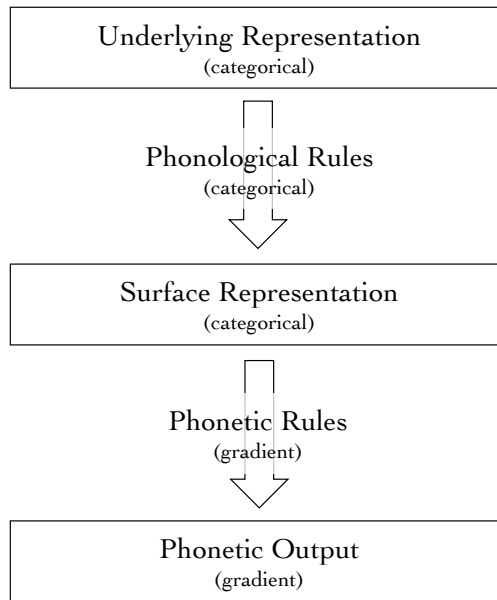 Underlying Representation
(categorical)
Phonological Rules
(categorical)
Surface Representation
(categorical)
Phonetic Rules
(gradient)
Phonetic Output
(gradient)